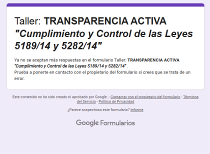 Taller: TRANSPARENCIA ACTIVA
"Cumplimiento y Control de las Leyes
5189/14 y 5282/14"
Ya no se aceptan más respuestas en el formulario Taller: TRANSPARENCIA ACTIVA
"Cumplimiento y Control de las Leyes 5189/14 y 5282/14"
Prueba a ponerte en contacto con el propietario del formulario si crees que se trata de un
error.
Este contenido no ha sido creado ni aprobado por Google. - Contactar con el propietario del formulario - Términos
del Servicio - Política de Privacidad
¿Parece sospechoso este formulario? Informe
Google Formularios